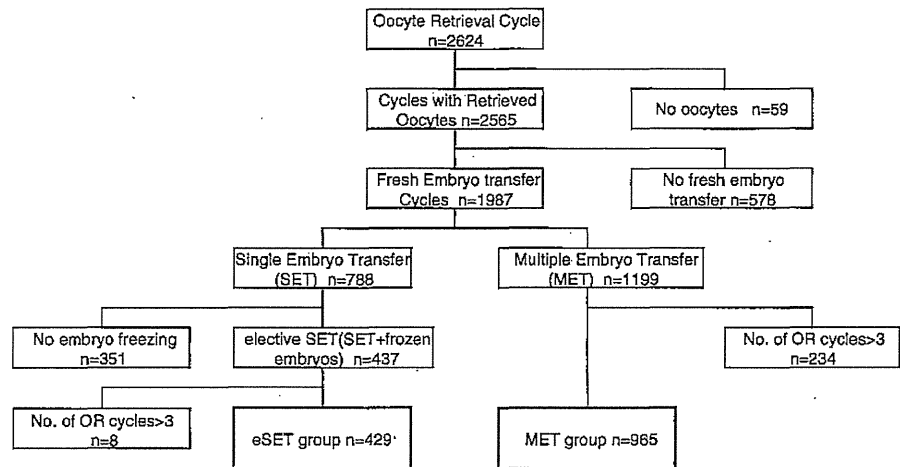 Oocyte Retrieval Cycle
n=2624
Cycles with Retrieved
Oocytes n=2565
No oocytes n=59
Fresh Embryo transfer
Cycles n=1987
No fresh embryo
transfer n=578
Single Embryo Transfer
(SET) n=788
Multiple Embryo Transfer
(MET) n=1199
No embryo freezing
n=351
elective SET(SET+frozen
embryos) n=437
No. of OR cycles>3
n=234
No. of OR cycles>3
n=8
eSET group n=429
MET group n=965